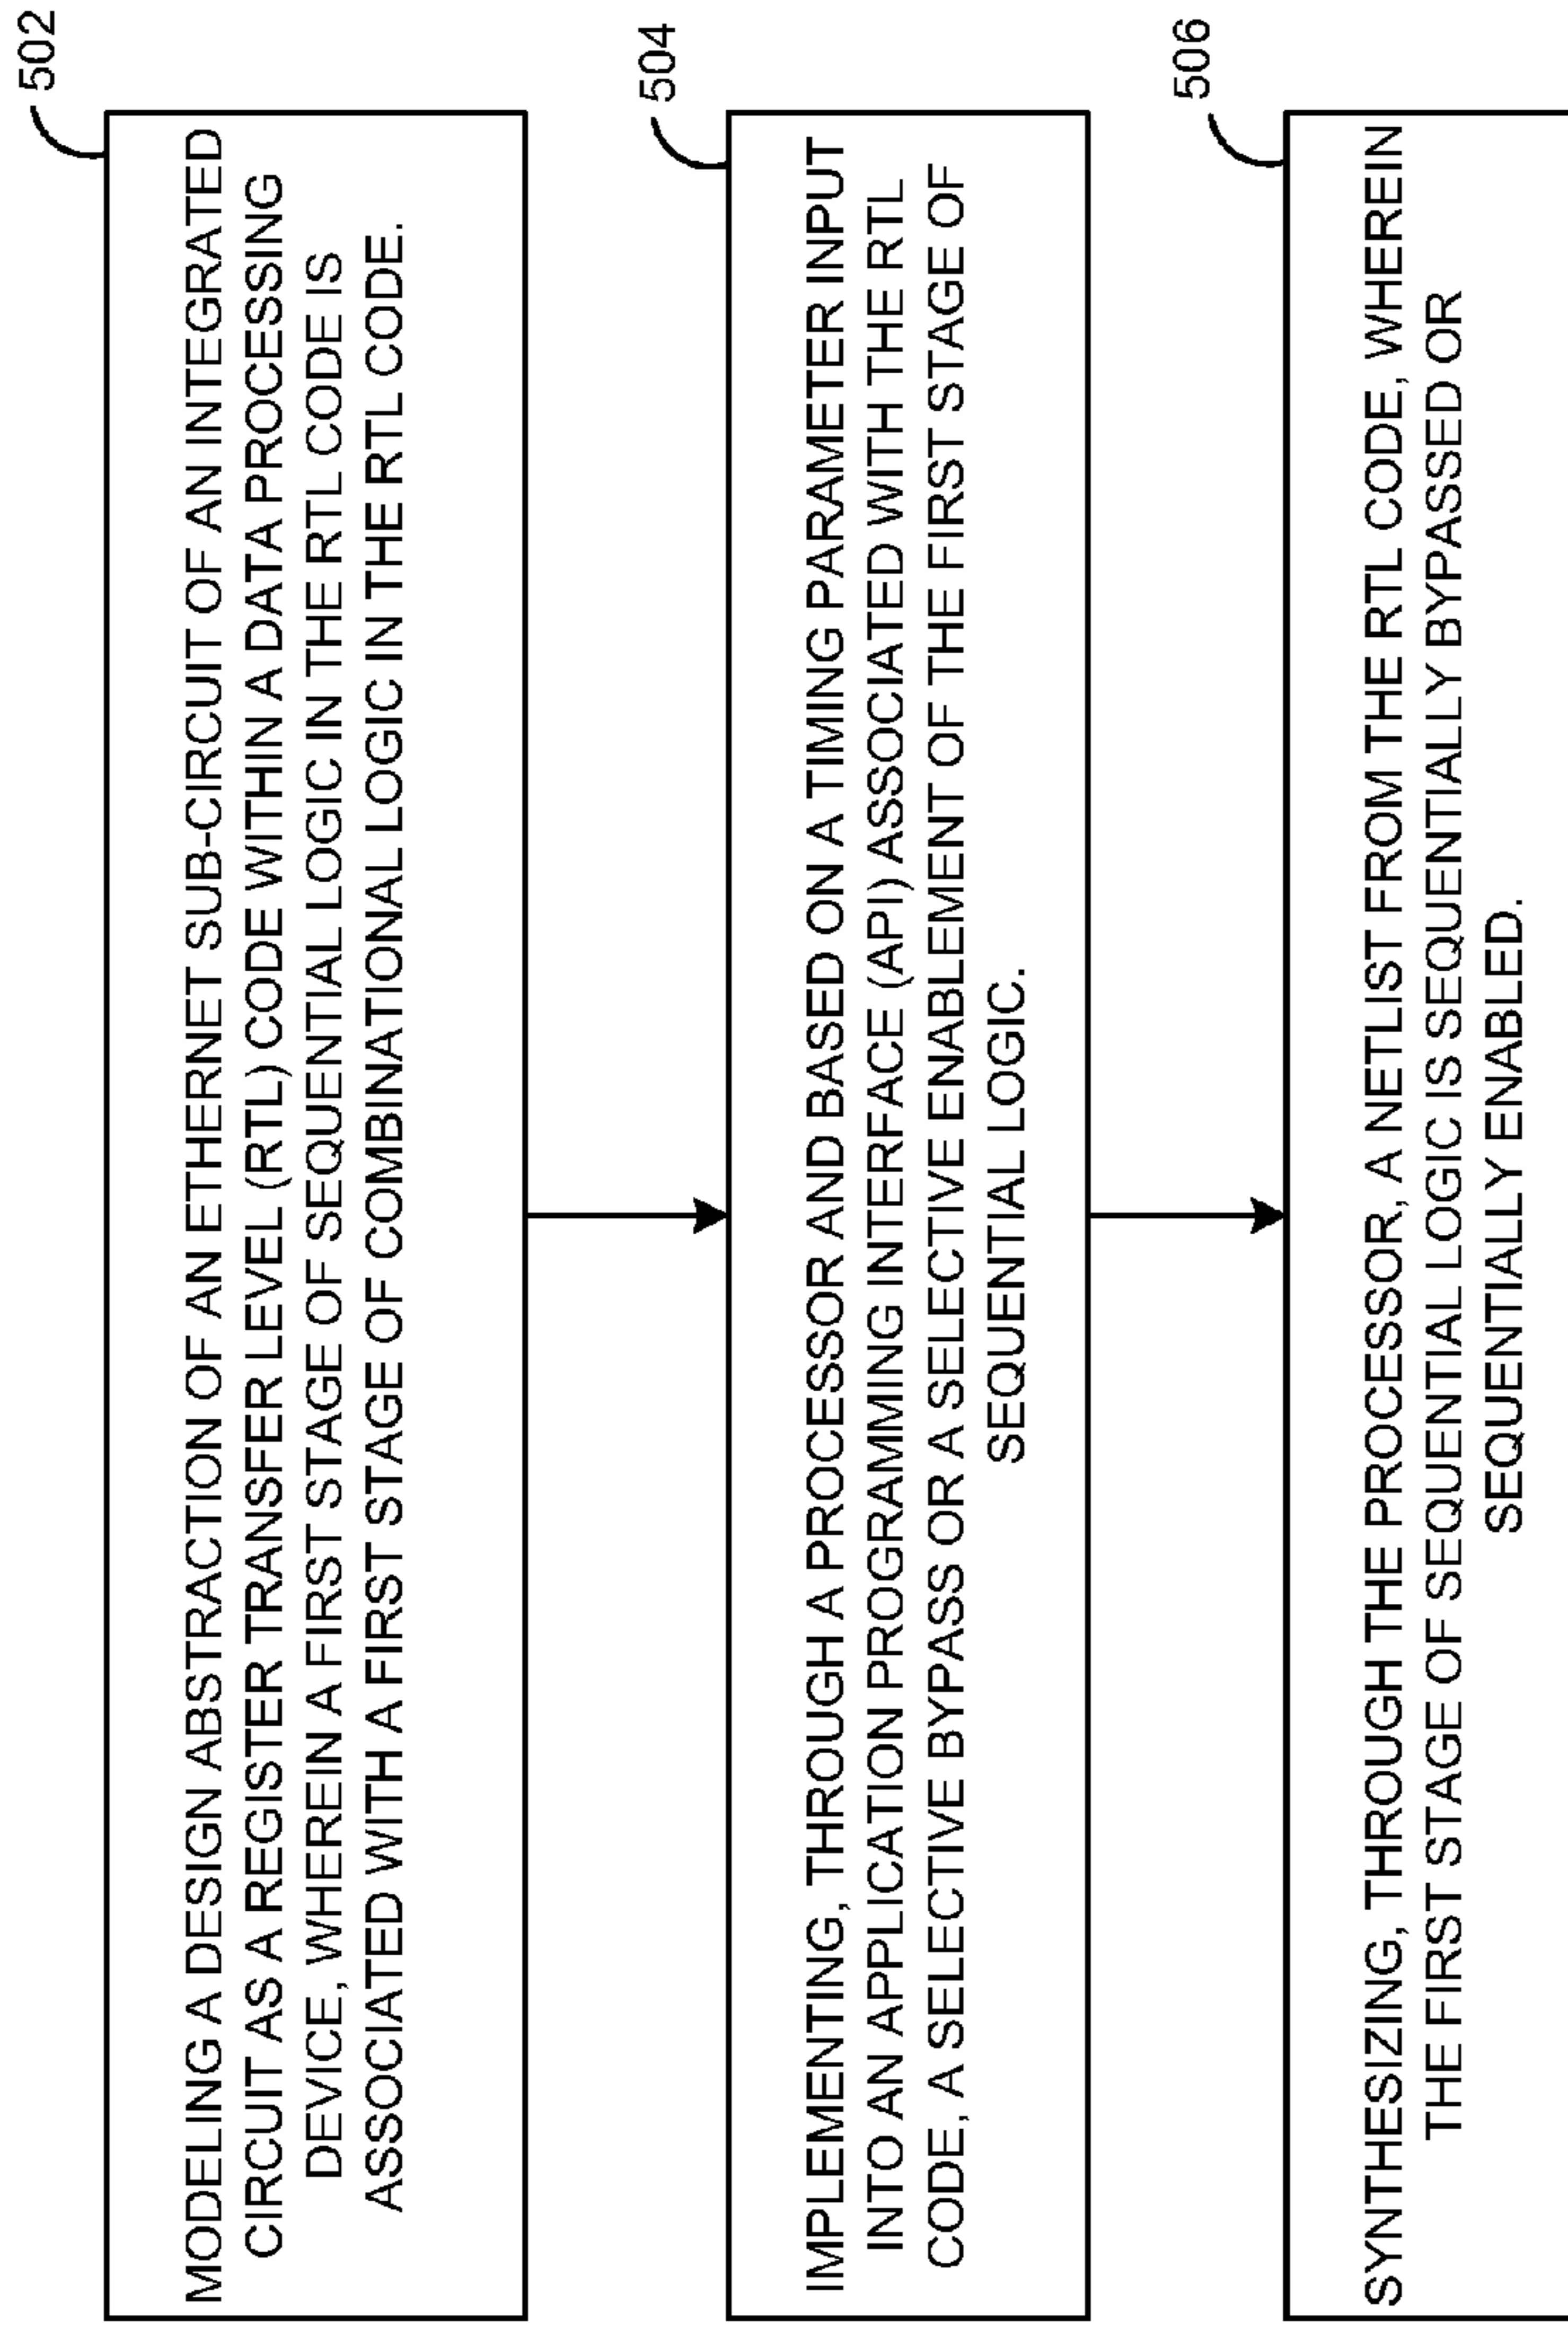 502
MODELING A DESIGN ABSTRACTION OF AN ETHERNET SUB-CIRCUIT OF AN INTEGRATED
CIRCUIT AS A REGISTER TRANSFER LEVEL (RTL) CODE WITHIN A DATA PROCESSING
DEVICE, WHEREIN A FIRST STAGE OF SEQUENTIAL LOGIC IN THE RTL CODE IS
ASSOCIATED WITH A FIRST STAGE OF COMBINATIONAL LOGIC IN THE RTL CODE.
504
IMPLEMENTING, THROUGH A PROCESSOR AND BASED ON A TIMING PARAMETER INPUT
INTO AN APPLICATION PROGRAMMING INTERFACE (API) ASSOCIATED WITH THE RTL
CODE, A SELECTIVE BYPASS OR A SELECTIVE ENABLEMENT OF THE FIRST STAGE OF
SEQUENTIAL LOGIC.
506
SYNTHESIZING, THROUGH THE PROCESSOR, A NETLIST FROM THE RTL CODE, WHEREIN
THE FIRST STAGE OF SEQUENTIAL LOGIC IS SEQUENTIALLY BYPASSED OR
SEQUENTIALLY ENABLED.